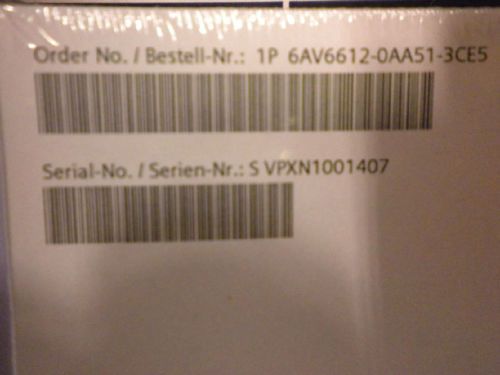 Order No. / Bestell-Nr.: 1P 6AV6612-0AA51-3CE5
Serial-No. / Serien-Nr.: S VPXN1001407